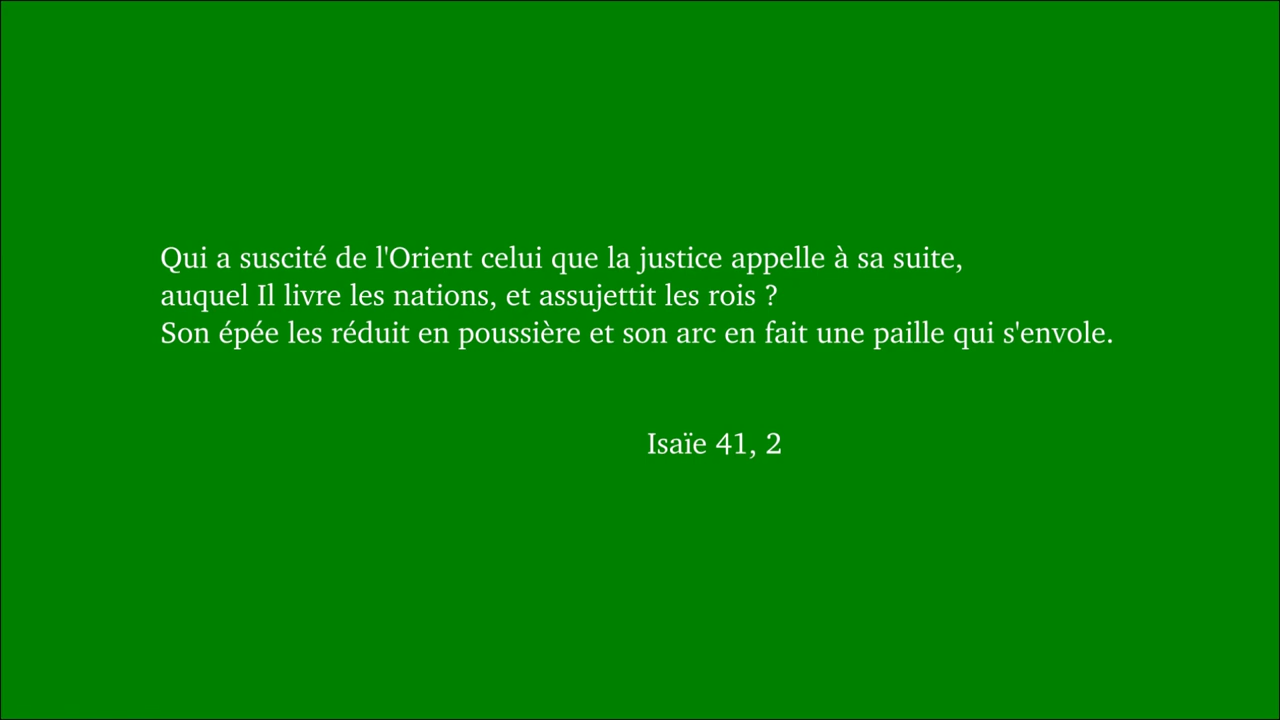 Qui a suscité de l'Orient celui que la justice appelle à sa suite,
auquel Il livre les nations, et assujettit les rois ?
Son épée les réduit en poussière et son arc en fait une paille qui s'envole.
Isaïe 41, 2